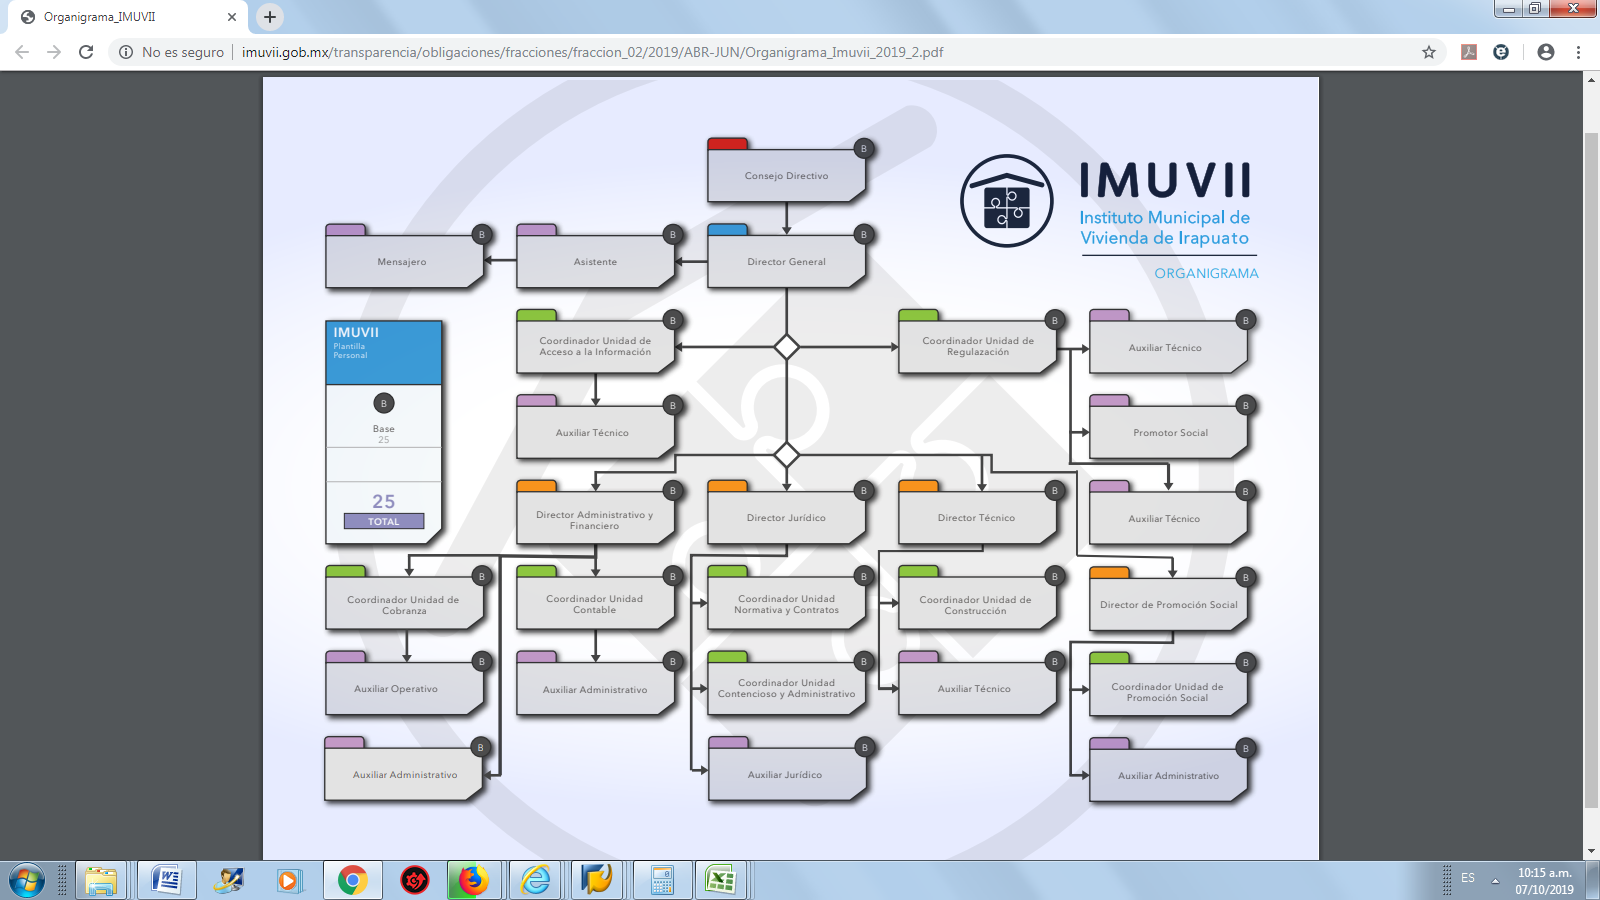 Organigrama_IMUVII
No es seguro | imuvii.gob.mx/transparencia/obligaciones/fracciones/fraccion_02/2019/ABR-JUN/Organigrama_Imuvii_2019_2.pdf
B
Consejo Directivo
IMUVII
Instituto Municipal de
Vivienda de Irapuato
ORGANIGRAMA
B
Mensajero
B
Asistente
B
Director General
B
Coordinador Unidad de
Acceso a la Información
B
Coordinador Unidad de
Regulazación
B
Auxiliar Técnico
IMUVII
Plantilla
Personal
B
Base
25
25
TOTAL
B
Auxiliar Técnico
B
Promotor Social
B
Director Administrativo y
Financiero
B
Director Jurídico
B
Director Técnico
B
Auxiliar Técnico
B
Coordinador Unidad de
Cobranza
B
Coordinador Unidad
Contable
B
Coordinador Unidad
Normativa y Contratos
B
Coordinador Unidad de
Construcción
B
Director de Promoción Social
B
Auxiliar Operativo
B
Auxiliar Administrativo
B
Coordinador Unidad
Contencioso y Administrativo
B
Auxiliar Técnico
B
Coordinador Unidad de
Promoción Social
B
Auxiliar Administrativo
B
Auxiliar Jurídico
B
Auxiliar Administrativo
ES
10:15 a.m.
07/10/2019